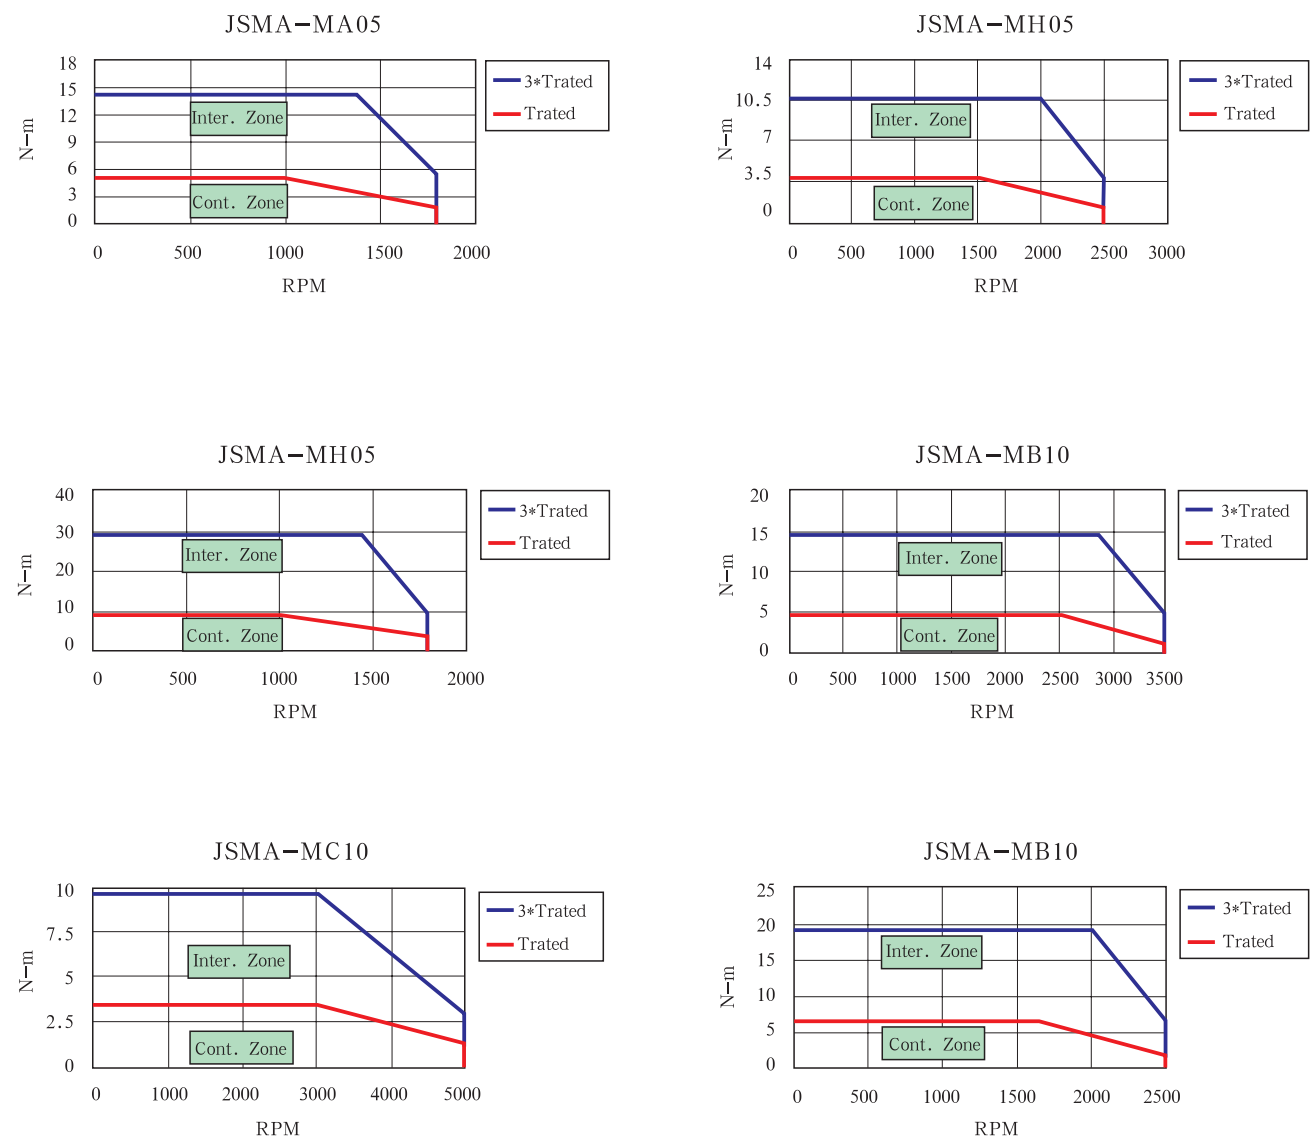 JSMA-MA05
18
15
12
9
6
3
0
N-m
Inter. Zone
Cont. Zone
0 500 1000 1500 2000
RPM
3*Trated
Trated
JSMA-MH05
14
10.5
7
3.5
0
N-m
Inter. Zone
Cont. Zone
0 500 1000 1500 2000 2500 3000
RPM
3*Trated
Trated
JSMA-MH05
40
30
20
10
0
N-m
Inter. Zone
Cont. Zone
0 500 1000 1500 2000
RPM
3*Trated
Trated
JSMA-MB10
20
15
10
5
0
N-m
Inter. Zone
Cont. Zone
0 500 1000 1500 2000 2500 3000 3500
RPM
3*Trated
Trated
JSMA-MC10
10
7.5
5
2.5
0
N-m
Inter. Zone
Cont. Zone
0 1000 2000 3000 4000 5000
RPM
3*Trated
Trated
JSMA-MB10
25
20
15
10
5
0
N-m
Inter. Zone
Cont. Zone
0 500 1000 1500 2000 2500
RPM
3*Trated
Trated